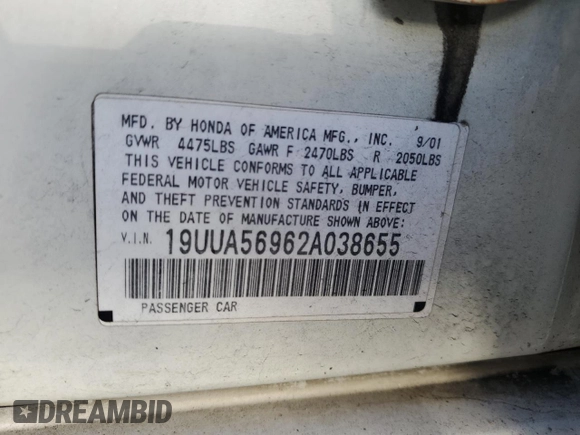 MFD. BY HONDA OF AMERICA MFG., INC. 9/01
GVWR 4475LBS GAWR F 2470LBS R 2050LBS
THIS VEHICLE CONFORMS TO ALL APPLICABLE
FEDERAL MOTOR VEHICLE SAFETY, BUMPER,
AND THEFT PREVENTION STANDARDS IN EFFECT
ON THE DATE OF MANUFACTURE SHOWN ABOVE:
V.I.N. 19UUA56962A038655
PASSENGER CAR
DREAMBID